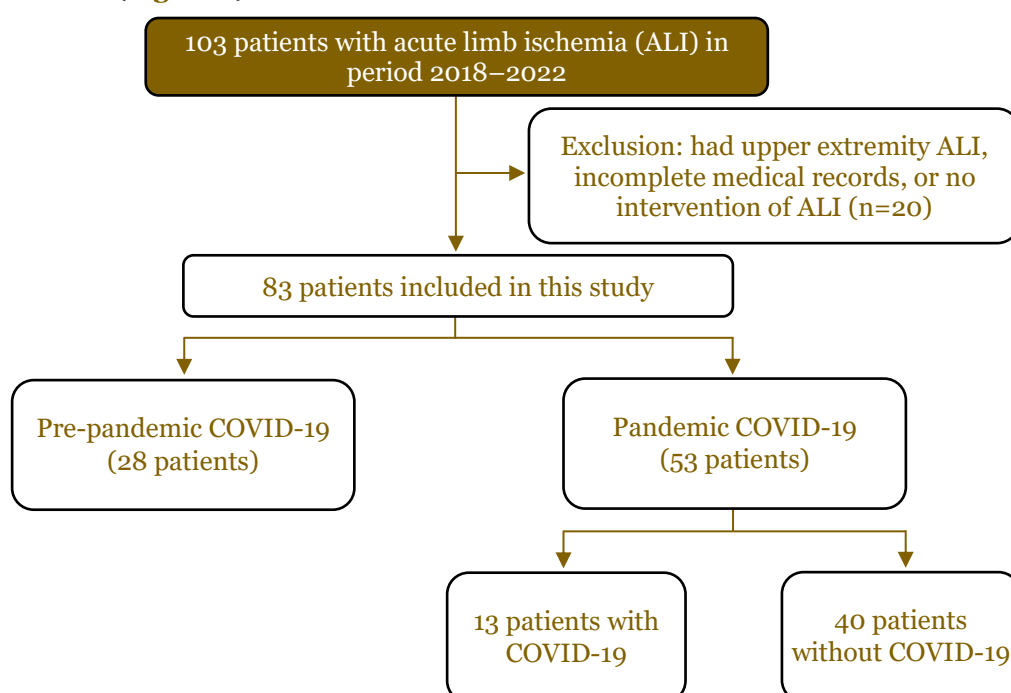 103 patients with acute limb ischemia (ALI) in
period 2018–2022
Exclusion: had upper extremity ALI,
incomplete medical records, or no
intervention of ALI (n=20)
83 patients included in this study
Pre-pandemic COVID-19
(28 patients)
Pandemic COVID-19
(53 patients)
13 patients with
COVID-19
40 patients
without COVID-19